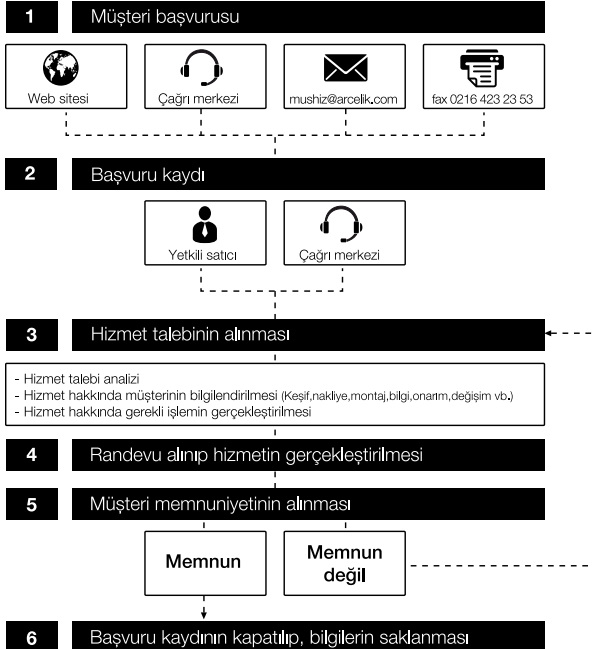 1 Müşteri başvurusu
Web sitesi
Çağrı merkezi
mushiz@arcelik.com
fax 0216 423 23 53
2 Başvuru kaydı
Yetkili satıcı
Çağrı merkezi
3 Hizmet talebinin alınması
- Hizmet talebi analizi
- Hizmet hakkında müşterinin bilgilendirilmesi (Keşif,nakliye,montaj,bilgi,onarım,değişim vb.)
- Hizmet hakkında gerekli işlemin gerçekleştirilmesi
4 Randevu alınıp hizmetin gerçekleştirilmesi
5 Müşteri memnuniyetinin alınması
Memnun
Memnun
değil
6 Başvuru kaydının kapatılıp, bilgilerin saklanması